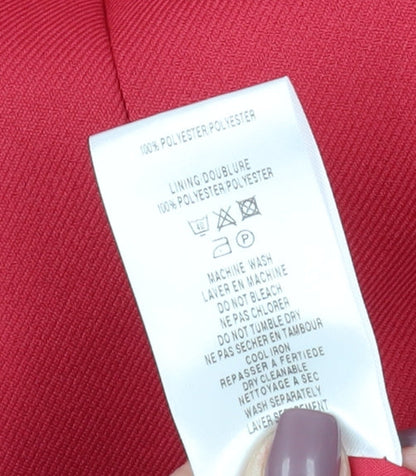 100% POLYESTER/POLYESTER
LINING/DOUBLURE
100% POLYESTER/POLYESTER
40
P
MACHINE WASH
LAVER EN MACHINE
DO NOT BLEACH
NE PAS CHLORER
DO NOT TUMBLE DRY
NE PAS SECHER EN TAMBOUR
COOL IRON
REPASSER A FERTIEDE
DRY CLEANABLE
NETTOYAGE A SEC
WASH SEPARATELY
LAVER